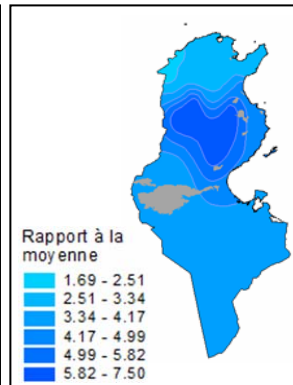 Rapport à la
moyenne
1.69 - 2.51
2.51 - 3.34
3.34 - 4.17
4.17 - 4.99
4.99 - 5.82
5.82 - 7.50